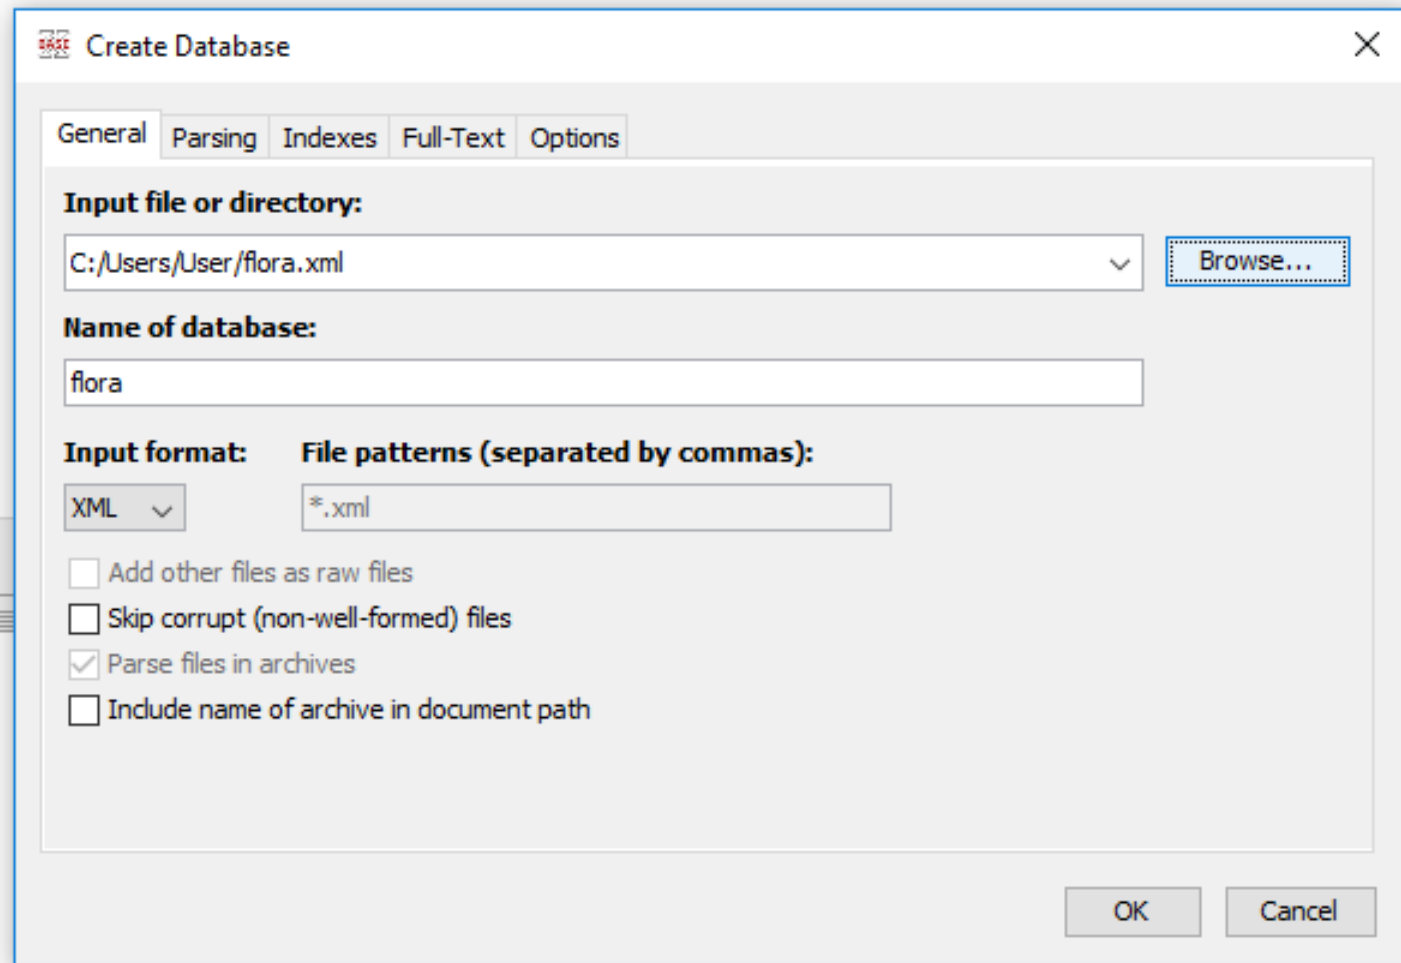 BASE Create Database
General Parsing Indexes Full-Text Options
Input file or directory:
C:/Users/User/flora.xml Browse...
Name of database:
flora
Input format: File patterns (separated by commas):
XML *.xml
Add other files as raw files
Skip corrupt (non-well-formed) files
Parse files in archives
Include name of archive in document path
OK Cancel